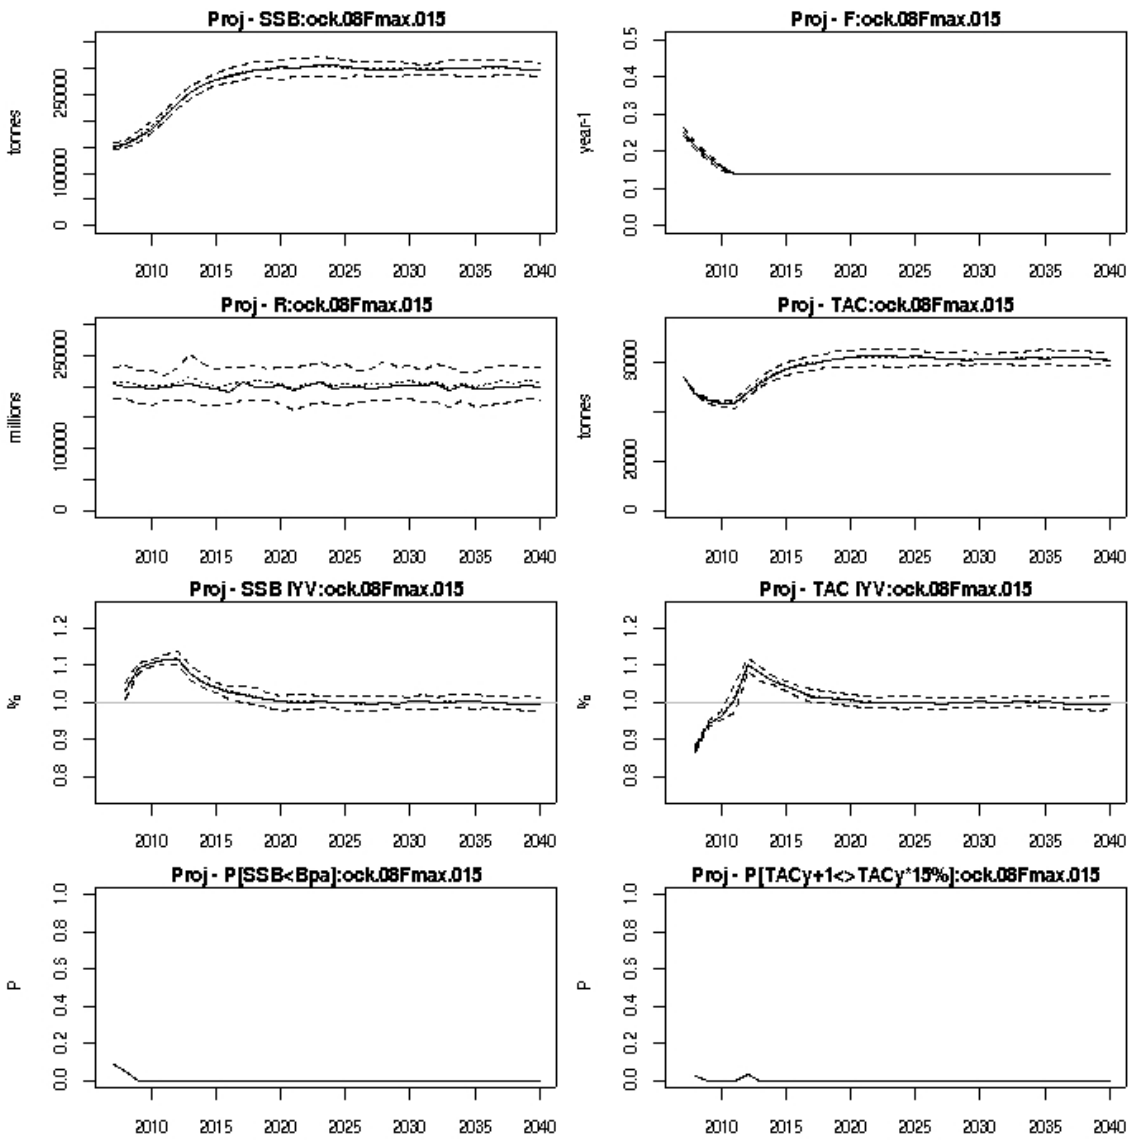 Proj - SSB:ock.08Fmax.015
tonnes
0 100000 250000
2010 2015 2020 2025 2030 2035 2040
Proj - F:ock.08Fmax.015
year-1
0.0 0.1 0.2 0.3 0.4 0.5
2010 2015 2020 2025 2030 2035 2040
Proj - R:ock.08Fmax.015
millions
0 100000 250000
2010 2015 2020 2025 2030 2035 2040
Proj - TAC:ock.08Fmax.015
tonnes
0 20000 90000
2010 2015 2020 2025 2030 2035 2040
Proj - SSB IYV:ock.08Fmax.015
%
0.8 0.9 1.0 1.1 1.2
2010 2015 2020 2025 2030 2035 2040
Proj - TAC IYV:ock.08Fmax.015
%
0.8 0.9 1.0 1.1 1.2
2010 2015 2020 2025 2030 2035 2040
Proj - P[SSB<Bpa]:ock.08Fmax.015
P
0.0 0.2 0.4 0.6 0.8 1.0
2010 2015 2020 2025 2030 2035 2040
Proj - P[TACy+1<>TACy*15%]:ock.08Fmax.015
P
0.0 0.2 0.4 0.6 0.8 1.0
2010 2015 2020 2025 2030 2035 2040